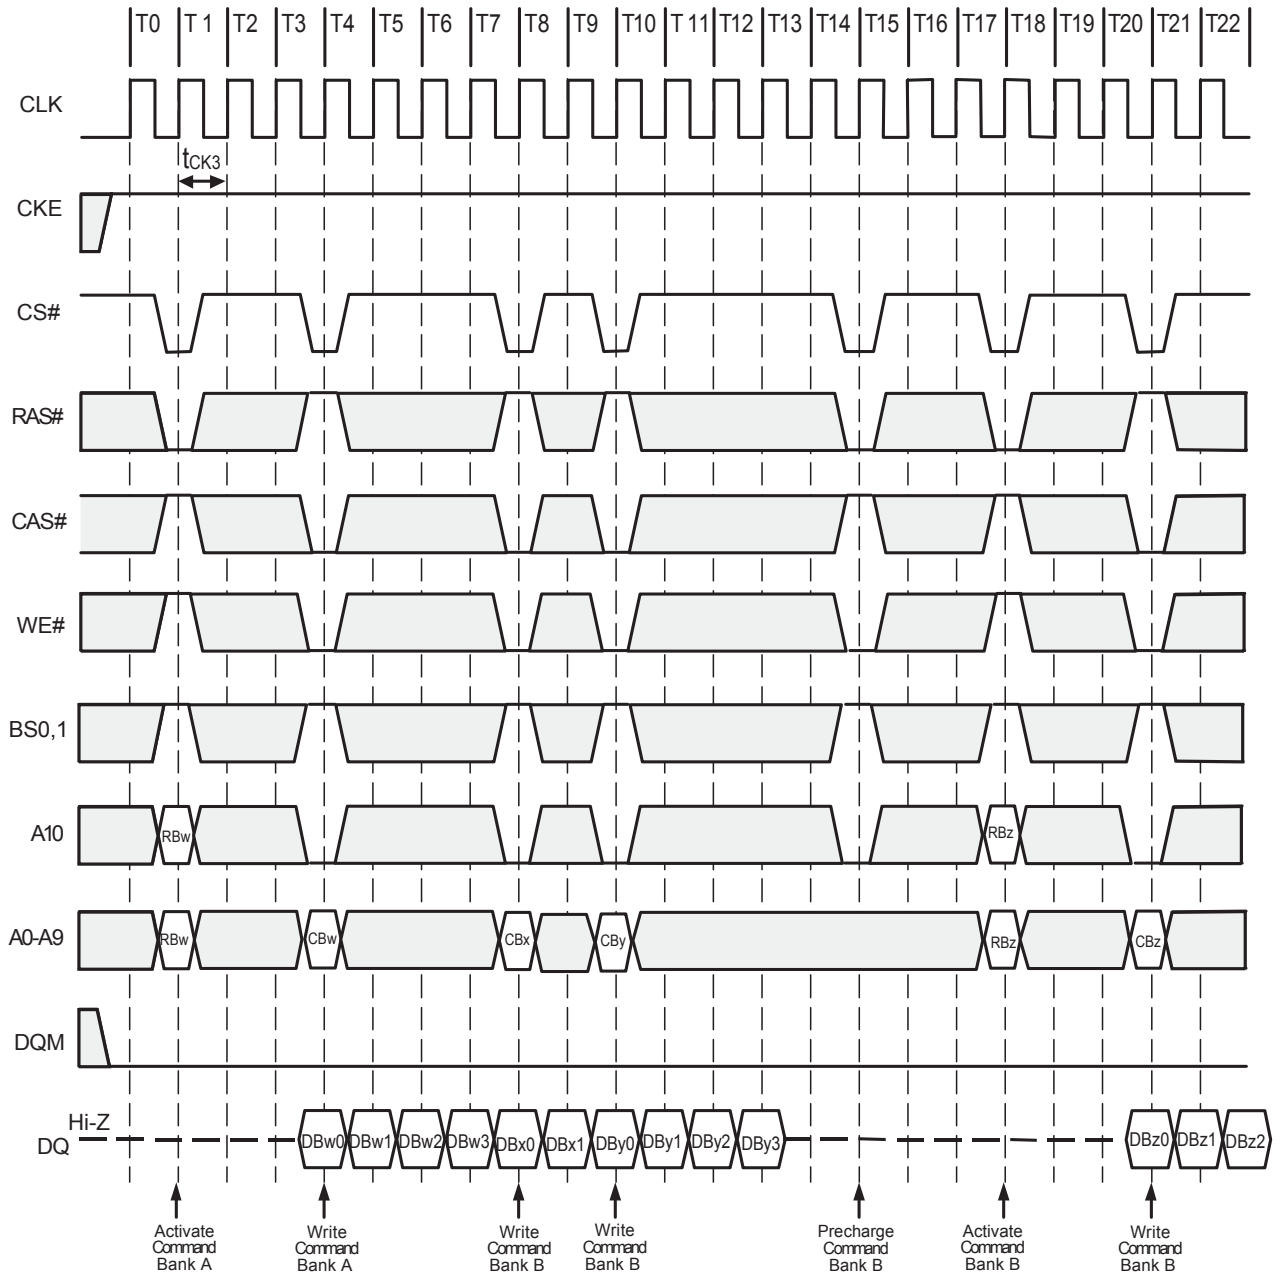 T0 T 1 T2 T3 T4 T5 T6 T7 T8 T9 T10 T 11 T12 T13 T14 T15 T16 T17 T18 T19 T20 T21 T22
CLK
tCK3
CKE
CS#
RAS#
CAS#
WE#
BS0,1
A10
RBw RBz
A0-A9
RBw CBw CBx CBy RBz CBz
DQM
Hi-Z
DQ
DBw0 DBw1 DBw2 DBw3 DBx0 DBx1 DBy0 DBy1 DBy2 DBy3 DBz0 DBz1 DBz2
Activate
Command
Bank A
Write
Command
Bank A
Write
Command
Bank B
Write
Command
Bank B
Precharge
Command
Bank B
Activate
Command
Bank B
Write
Command
Bank B